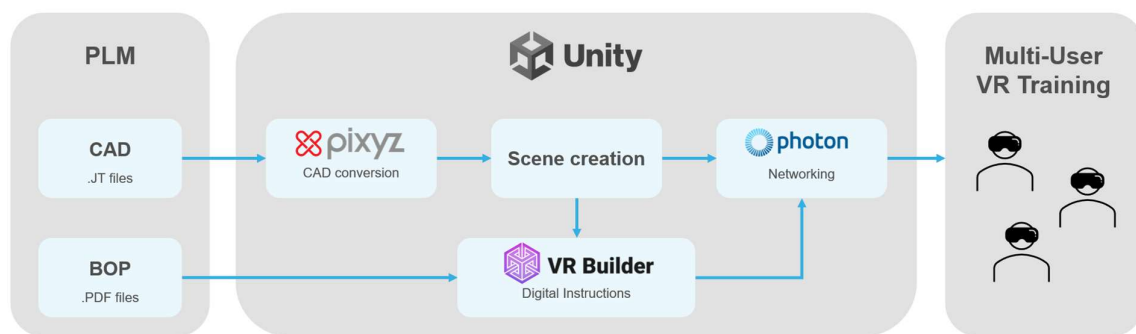 PLM
Unity
Multi-User
VR Training
CAD
.JT files
pixyz
CAD conversion
Scene creation
photon
Networking
BOP
.PDF files
VR Builder
Digital Instructions